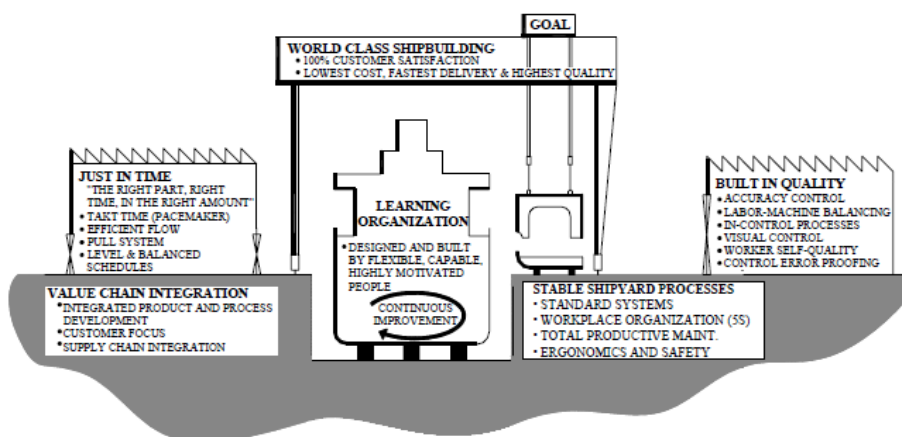 GOAL
WORLD CLASS SHIPBUILDING
• 100% CUSTOMER SATISFACTION
• LOWEST COST, FASTEST DELIVERY & HIGHEST QUALITY
JUST IN TIME
"THE RIGHT PART, RIGHT
TIME, IN THE RIGHT AMOUNT"
• TAKT TIME (PACEMAKER)
• EFFICIENT FLOW
• PULL SYSTEM
• LEVEL & BALANCED
SCHEDULES
LEARNING
ORGANIZATION
• DESIGNED AND BUILT
BY FLEXIBLE, CAPABLE,
HIGHLY MOTIVATED
PEOPLE
CONTINUOUS
IMPROVEMENT
BUILT IN QUALITY
• ACCURACY CONTROL
• LABOR-MACHINE BALANCING
• IN-CONTROL PROCESSES
• VISUAL CONTROL
• WORKER SELF-QUALITY
• CONTROL ERROR PROOFING
VALUE CHAIN INTEGRATION
• INTEGRATED PRODUCT AND PROCESS
DEVELOPMENT
• CUSTOMER FOCUS
• SUPPLY CHAIN INTEGRATION
STABLE SHIPYARD PROCESSES
· STANDARD SYSTEMS
· WORKPLACE ORGANIZATION (5S)
· TOTAL PRODUCTIVE MAINT.
· ERGONOMICS AND SAFETY